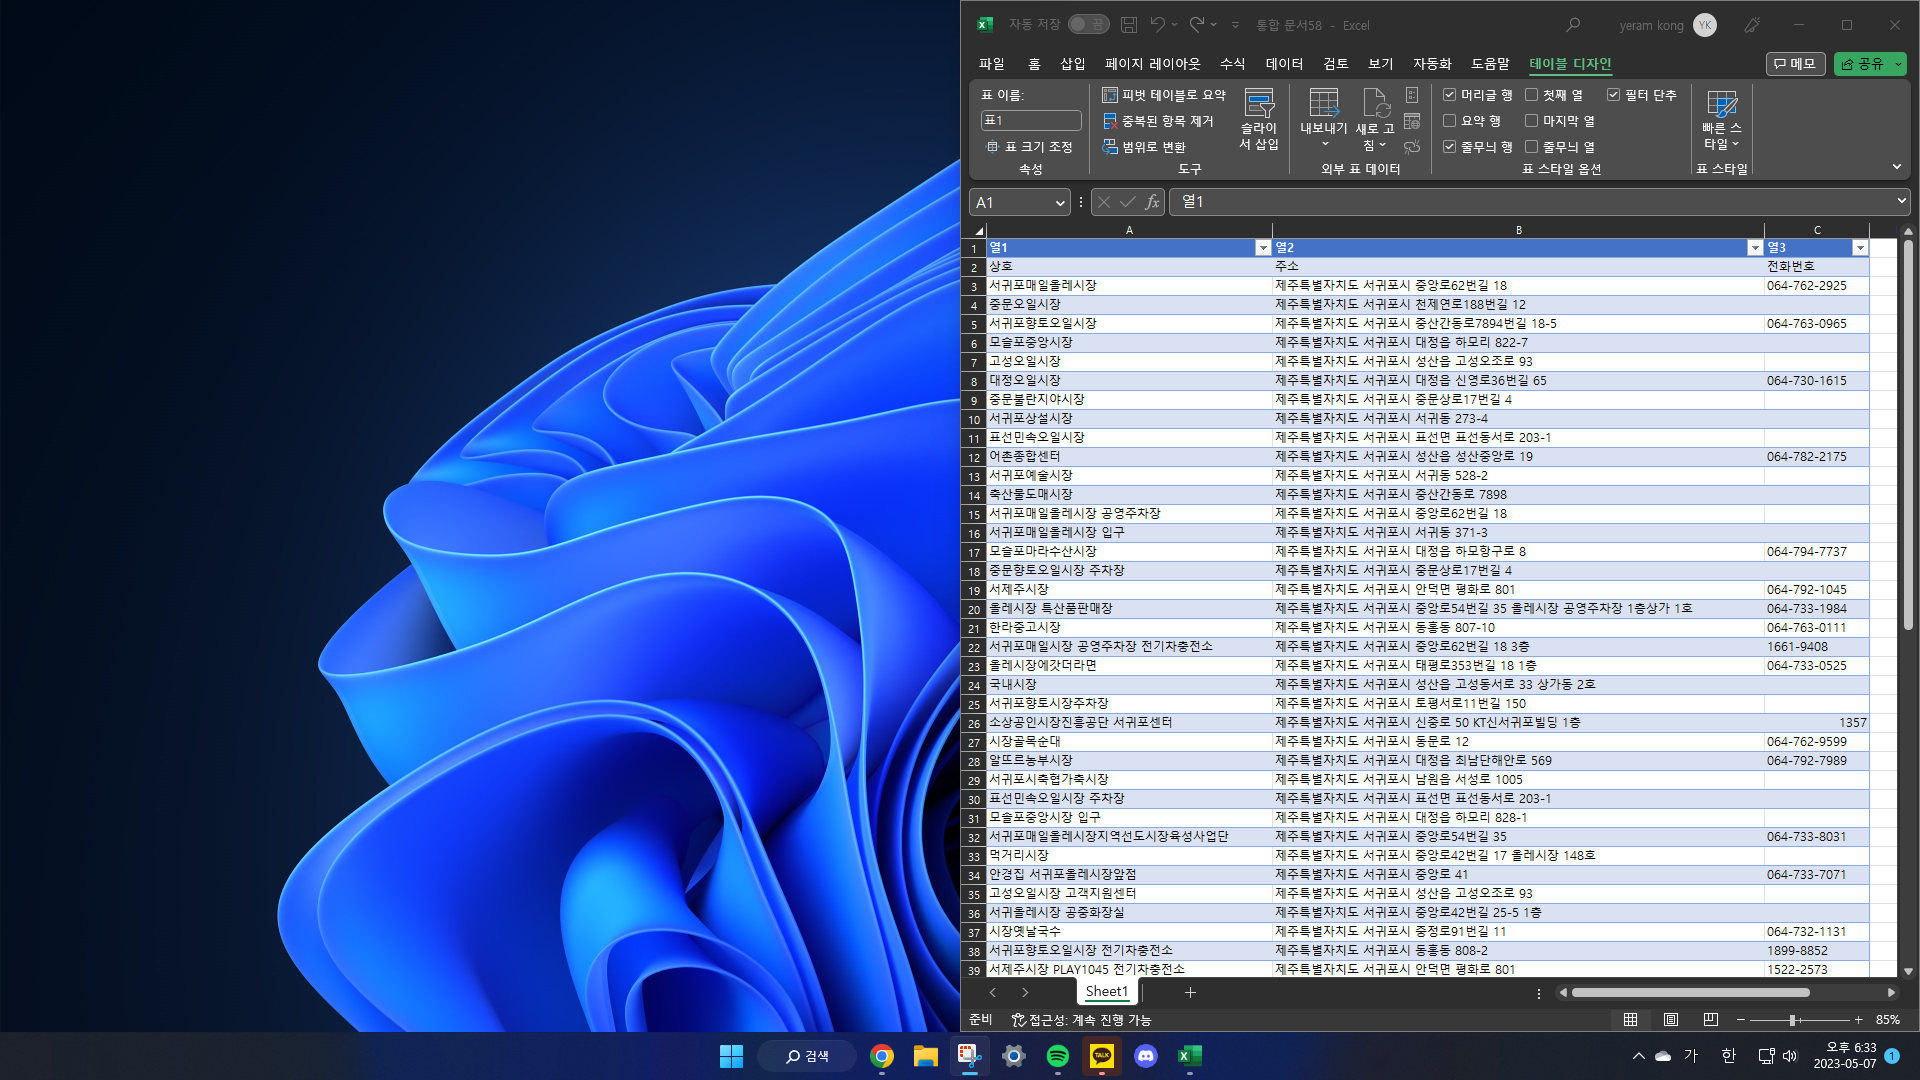 자동 저장 끔 통합 문서58 - Excel yeram kong YK
파일 홈 삽입 페이지 레이아웃 수식 데이터 검토 보기 자동화 도움말 테이블 디자인 메모 공유
표 이름:
표1
표 크기 조정
속성
피벗 테이블로 요약
중복된 항목 제거
범위로 변환
슬라이서 삽입
도구
내보내기
새로 고침
외부 표 데이터
머리글 행 첫째 열 필터 단추
요약 행 마지막 열
줄무늬 행 줄무늬 열
표 스타일 옵션
빠른 스타일
표 스타일
A1 fx 열1
A B C
1 열1 열2 열3
2 상호 주소 전화번호
3 서귀포매일올레시장 제주특별자치도 서귀포시 중앙로62번길 18 064-762-2925
4 중문오일시장 제주특별자치도 서귀포시 천제연로188번길 12
5 서귀포향토오일시장 제주특별자치도 서귀포시 중산간동로7894번길 18-5 064-763-0965
6 모슬포중앙시장 제주특별자치도 서귀포시 대정읍 하모리 822-7
7 고성오일시장 제주특별자치도 서귀포시 성산읍 고성오조로 93
8 대정오일시장 제주특별자치도 서귀포시 대정읍 신영로36번길 65 064-730-1615
9 중문불란지야시장 제주특별자치도 서귀포시 중문상로17번길 4
10 서귀포상설시장 제주특별자치도 서귀포시 서귀동 273-4
11 표선민속오일시장 제주특별자치도 서귀포시 표선면 표선동서로 203-1
12 어촌종합센터 제주특별자치도 서귀포시 성산읍 성산중앙로 19 064-782-2175
13 서귀포예술시장 제주특별자치도 서귀포시 서귀동 528-2
14 축산물도매시장 제주특별자치도 서귀포시 중산간동로 7898
15 서귀포매일올레시장 공영주차장 제주특별자치도 서귀포시 중앙로62번길 18
16 서귀포매일올레시장 입구 제주특별자치도 서귀포시 서귀동 371-3
17 모슬포마라수산시장 제주특별자치도 서귀포시 대정읍 하모항구로 8 064-794-7737
18 중문향토오일시장 주차장 제주특별자치도 서귀포시 중문상로17번길 4
19 서제주시장 제주특별자치도 서귀포시 안덕면 평화로 801 064-792-1045
20 올레시장 특산품판매장 제주특별자치도 서귀포시 중앙로54번길 35 올레시장 공영주차장 1층상가 1호 064-733-1984
21 한라중고시장 제주특별자치도 서귀포시 동홍동 807-10 064-763-0111
22 서귀포매일시장 공영주차장 전기차충전소 제주특별자치도 서귀포시 중앙로62번길 18 3층 1661-9408
23 올레시장에갓더라면 제주특별자치도 서귀포시 태평로353번길 18 1층 064-733-0525
24 국내시장 제주특별자치도 서귀포시 성산읍 고성동서로 33 상가동 2호
25 서귀포향토시장주차장 제주특별자치도 서귀포시 토평서로11번길 150
26 소상공인시장진흥공단 서귀포센터 제주특별자치도 서귀포시 신중로 50 KT신서귀포빌딩 1층 1357
27 시장골목순대 제주특별자치도 서귀포시 동문로 12 064-762-9599
28 알뜨르농부시장 제주특별자치도 서귀포시 대정읍 최남단해안로 569 064-792-7989
29 서귀포시축협가축시장 제주특별자치도 서귀포시 남원읍 서성로 1005
30 표선민속오일시장 주차장 제주특별자치도 서귀포시 표선면 표선동서로 203-1
31 모슬포중앙시장 입구 제주특별자치도 서귀포시 대정읍 하모리 828-1
32 서귀포매일올레시장지역선도시장육성사업단 제주특별자치도 서귀포시 중앙로54번길 35 064-733-8031
33 먹거리시장 제주특별자치도 서귀포시 중앙로42번길 17 올레시장 148호
34 안경집 서귀포올레시장앞점 제주특별자치도 서귀포시 중앙로 41 064-733-7071
35 고성오일시장 고객지원센터 제주특별자치도 서귀포시 성산읍 고성오조로 93
36 서귀올레시장 공중화장실 제주특별자치도 서귀포시 중앙로42번길 25-5 1층
37 시장옛날국수 제주특별자치도 서귀포시 중정로91번길 11 064-732-1131
38 서귀포향토오일시장 전기차충전소 제주특별자치도 서귀포시 동홍동 808-2 1899-8852
39 서제주시장 PLAY1045 전기차충전소 제주특별자치도 서귀포시 안덕면 평화로 801 1522-2573
Sheet1
준비 접근성: 계속 진행 가능 85%
검색 TALK 가 한 오후 6:33
2023-05-07 1